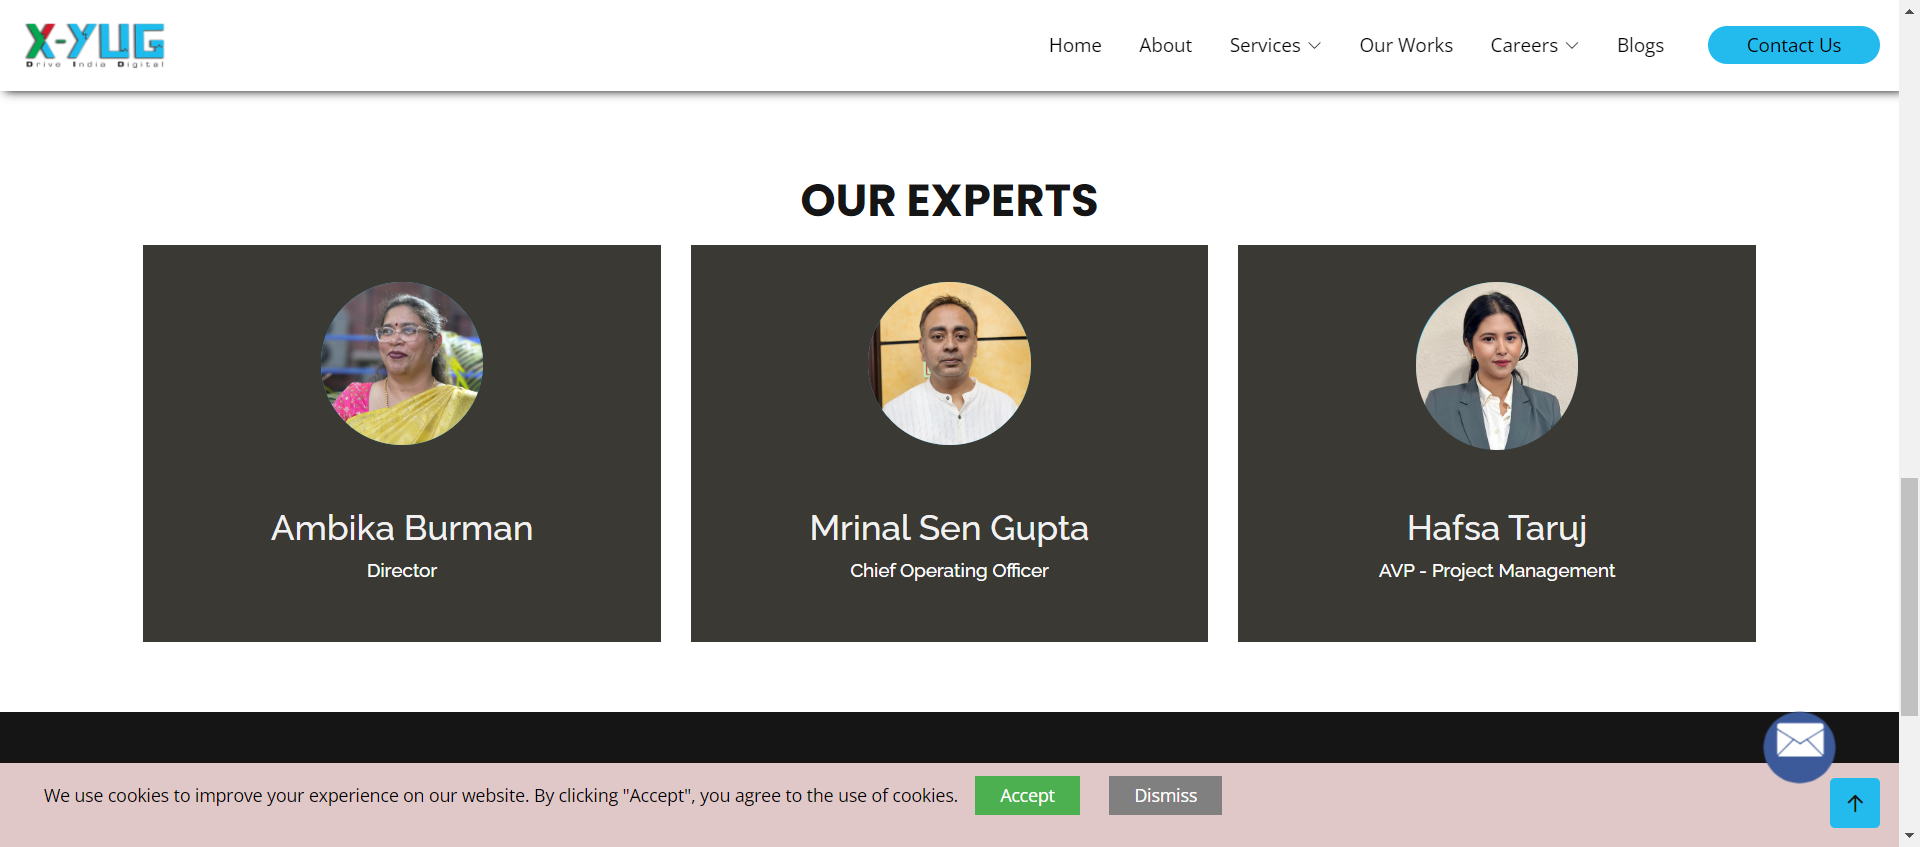 X-YUG
Drive India Digital
Home About Services Our Works Careers Blogs Contact Us
OUR EXPERTS
Ambika Burman
Director
Mrinal Sen Gupta
Chief Operating Officer
Hafsa Taruj
AVP - Project Management
We use cookies to improve your experience on our website. By clicking "Accept", you agree to the use of cookies. Accept Dismiss